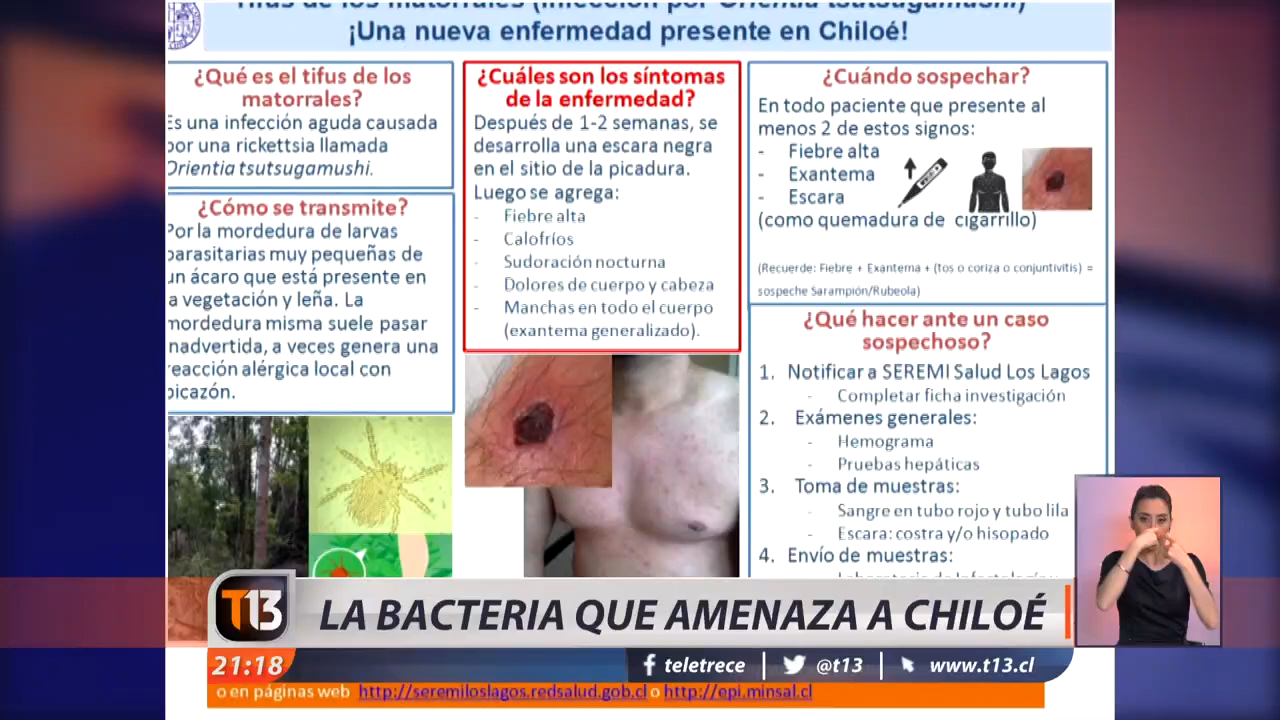 Tifus de los matorrales (infección por Orientia tsutsugamushi)
¡Una nueva enfermedad presente en Chiloé!
¿Qué es el tifus de los
matorrales?
Es una infección aguda causada
por una rickettsia llamada
Orientia tsutsugamushi.
¿Cómo se transmite?
Por la mordedura de larvas
parasitarias muy pequeñas de
un ácaro que está presente en
la vegetación y leña. La
mordedura misma suele pasar
inadvertida, a veces genera una
reacción alérgica local con
picazón.
¿Cuáles son los síntomas
de la enfermedad?
Después de 1-2 semanas, se
desarrolla una escara negra
en el sitio de la picadura.
Luego se agrega:
- Fiebre alta
- Calofríos
- Sudoración nocturna
- Dolores de cuerpo y cabeza
- Manchas en todo el cuerpo
(exantema generalizado).
¿Cuándo sospechar?
En todo paciente que presente al
menos 2 de estos signos:
- Fiebre alta
- Exantema
- Escara
(como quemadura de cigarrillo)
(Recuerde: Fiebre + Exantema + (tos o coriza o conjuntivitis) =
sospeche Sarampión/Rubeola)
¿Qué hacer ante un caso
sospechoso?
1. Notificar a SEREMI Salud Los Lagos
- Completar ficha investigación
2. Exámenes generales:
- Hemograma
- Pruebas hepáticas
3. Toma de muestras:
- Sangre en tubo rojo y tubo lila
- Escara: costra y/o hisopado
4. Envío de muestras:
T13
LA BACTERIA QUE AMENAZA A CHILOÉ
21:18
teletrece
@t13
www.t13.cl
o en páginas web http://seremiloslagos.redsalud.gob.cl o http://epi.minsal.cl